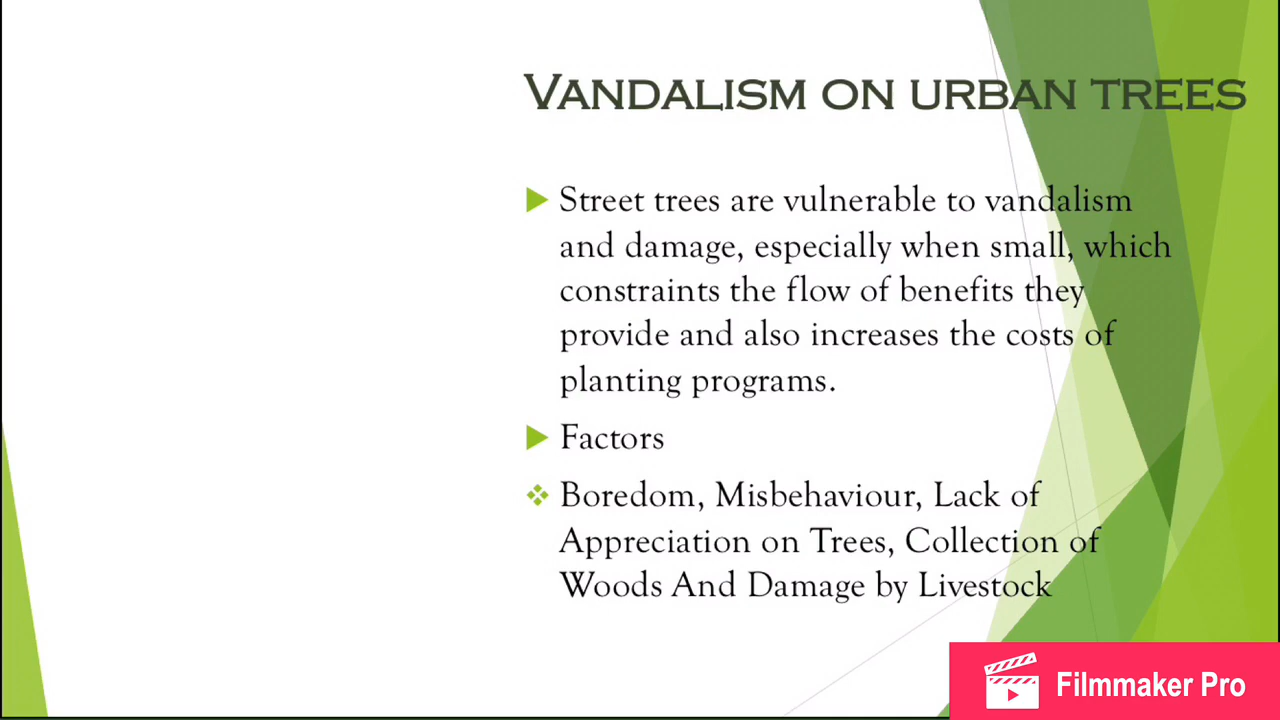 Vandalism on urban trees
Street trees are vulnerable to vandalism
and damage, especially when small, which
constraints the flow of benefits they
provide and also increases the costs of
planting programs.
Factors
Boredom, Misbehaviour, Lack of
Appreciation on Trees, Collection of
Woods And Damage by Livestock
Filmmaker Pro